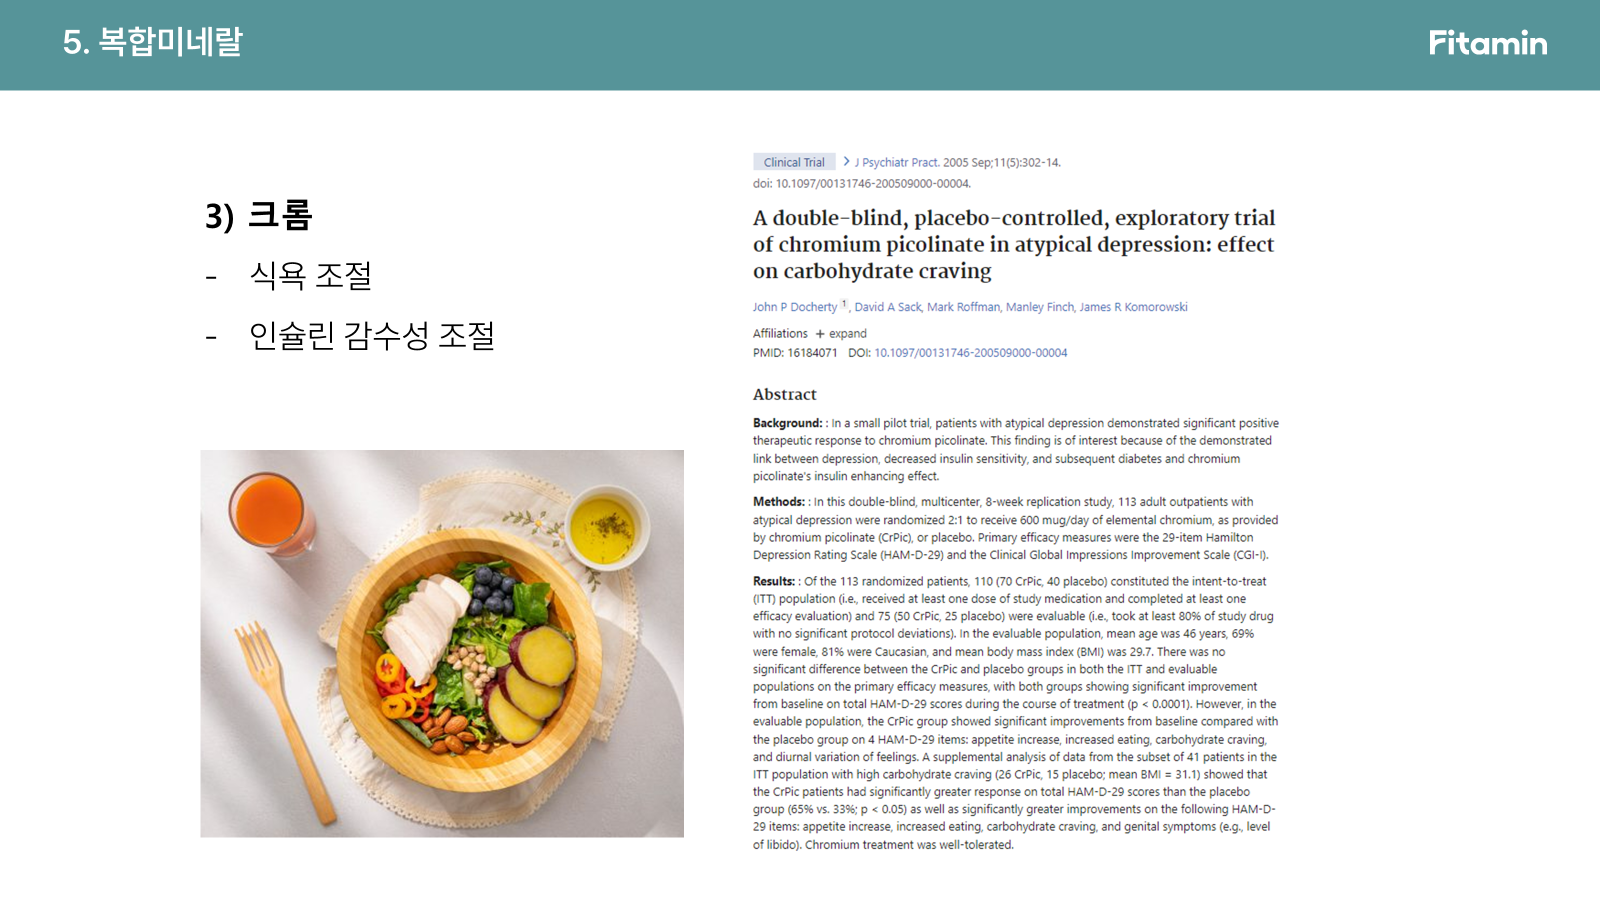 5. 복합미네랄
Fitamin
3) 크롬
- 식욕 조절
- 인슐린 감수성 조절
Clinical Trial > J Psychiatr Pract. 2005 Sep;11(5):302-14.
doi: 10.1097/00131746-200509000-00004.
A double-blind, placebo-controlled, exploratory trial
of chromium picolinate in atypical depression: effect
on carbohydrate craving
John P Docherty 1, David A Sack, Mark Roffman, Manley Finch, James R Komorowski
Affiliations + expand
PMID: 16184071 DOI: 10.1097/00131746-200509000-00004
Abstract
Background: : In a small pilot trial, patients with atypical depression demonstrated significant positive
therapeutic response to chromium picolinate. This finding is of interest because of the demonstrated
link between depression, decreased insulin sensitivity, and subsequent diabetes and chromium
picolinate's insulin enhancing effect.
Methods: : In this double-blind, multicenter, 8-week replication study, 113 adult outpatients with
atypical depression were randomized 2:1 to receive 600 mug/day of elemental chromium, as provided
by chromium picolinate (CrPic), or placebo. Primary efficacy measures were the 29-item Hamilton
Depression Rating Scale (HAM-D-29) and the Clinical Global Impressions Improvement Scale (CGI-I).
Results: : Of the 113 randomized patients, 110 (70 CrPic, 40 placebo) constituted the intent-to-treat
(ITT) population (i.e., received at least one dose of study medication and completed at least one
efficacy evaluation) and 75 (50 CrPic, 25 placebo) were evaluable (i.e., took at least 80% of study drug
with no significant protocol deviations). In the evaluable population, mean age was 46 years, 69%
were female, 81% were Caucasian, and mean body mass index (BMI) was 29.7. There was no
significant difference between the CrPic and placebo groups in both the ITT and evaluable
populations on the primary efficacy measures, with both groups showing significant improvement
from baseline on total HAM-D-29 scores during the course of treatment (p < 0.0001). However, in the
evaluable population, the CrPic group showed significant improvements from baseline compared with
the placebo group on 4 HAM-D-29 items: appetite increase, increased eating, carbohydrate craving,
and diurnal variation of feelings. A supplemental analysis of data from the subset of 41 patients in the
ITT population with high carbohydrate craving (26 CrPic, 15 placebo; mean BMI = 31.1) showed that
the CrPic patients had significantly greater response on total HAM-D-29 scores than the placebo
group (65% vs. 33%; p < 0.05) as well as significantly greater improvements on the following HAM-D-
29 items: appetite increase, increased eating, carbohydrate craving, and genital symptoms (e.g., level
of libido). Chromium treatment was well-tolerated.